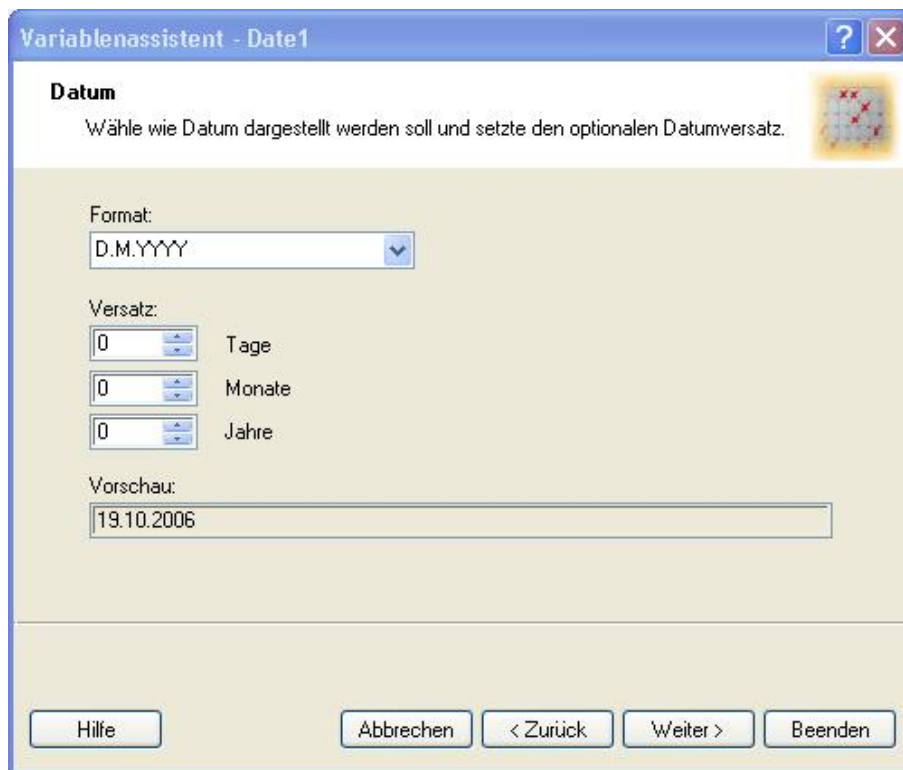 Variablenassistent - Date1
Datum
Wähle wie Datum dargestellt werden soll und setzte den optionalen Datumversatz.
Format:
D.M.YYYY
Versatz:
0 Tage
0 Monate
0 Jahre
Vorschau:
19.10.2006
Hilfe Abbrechen < Zurück Weiter > Beenden